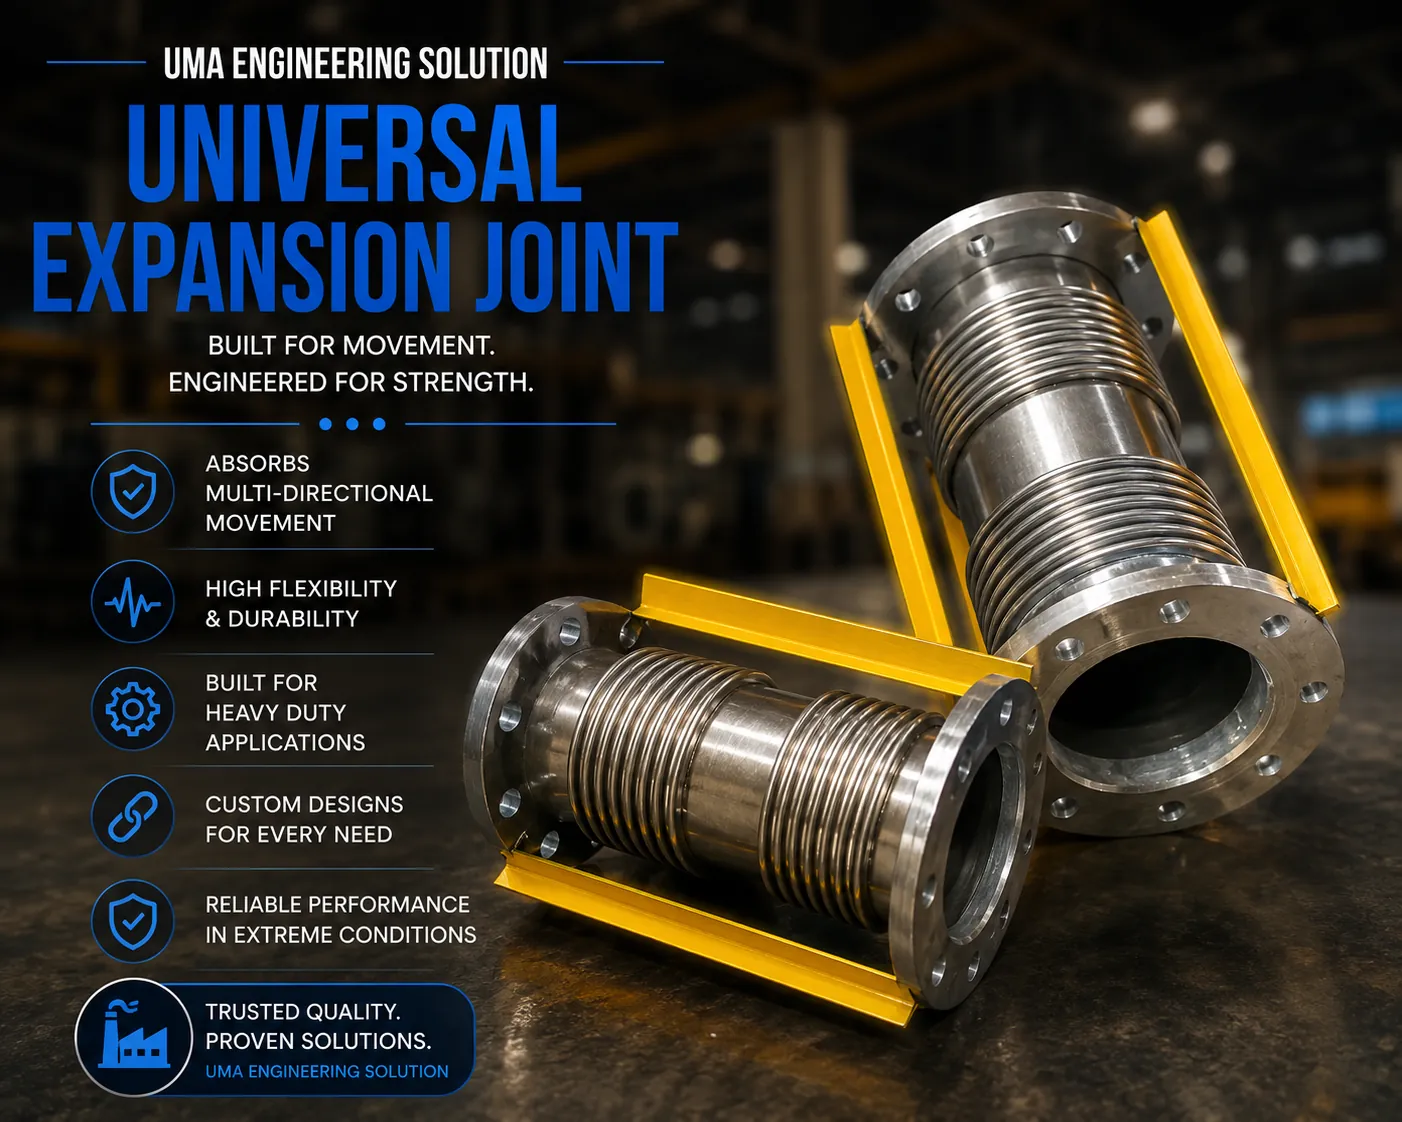 UMA ENGINEERING SOLUTION
UNIVERSAL
EXPANSION JOINT
BUILT FOR MOVEMENT.
ENGINEERED FOR STRENGTH.
ABSORBS
MULTI-DIRECTIONAL
MOVEMENT
HIGH FLEXIBILITY
& DURABILITY
BUILT FOR
HEAVY DUTY
APPLICATIONS
CUSTOM DESIGNS
FOR EVERY NEED
RELIABLE PERFORMANCE
IN EXTREME CONDITIONS
TRUSTED QUALITY.
PROVEN SOLUTIONS.
UMA ENGINEERING SOLUTION